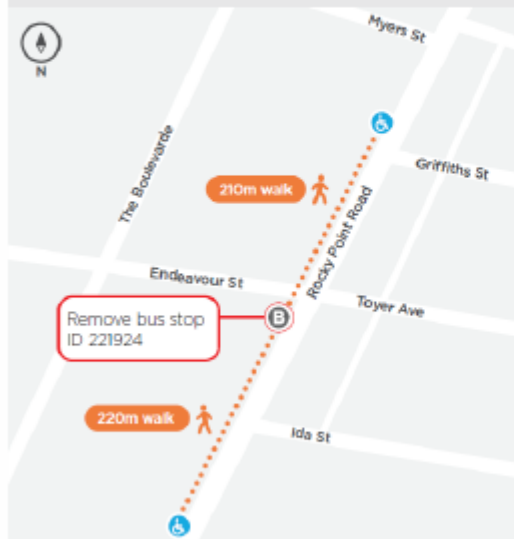 Myers St
N
Griffiths St
The Boulevarde
210m walk
Rocky Point Road
Endeavour St
Toyer Ave
B
Remove bus stop
ID 221924
220m walk
Ida St